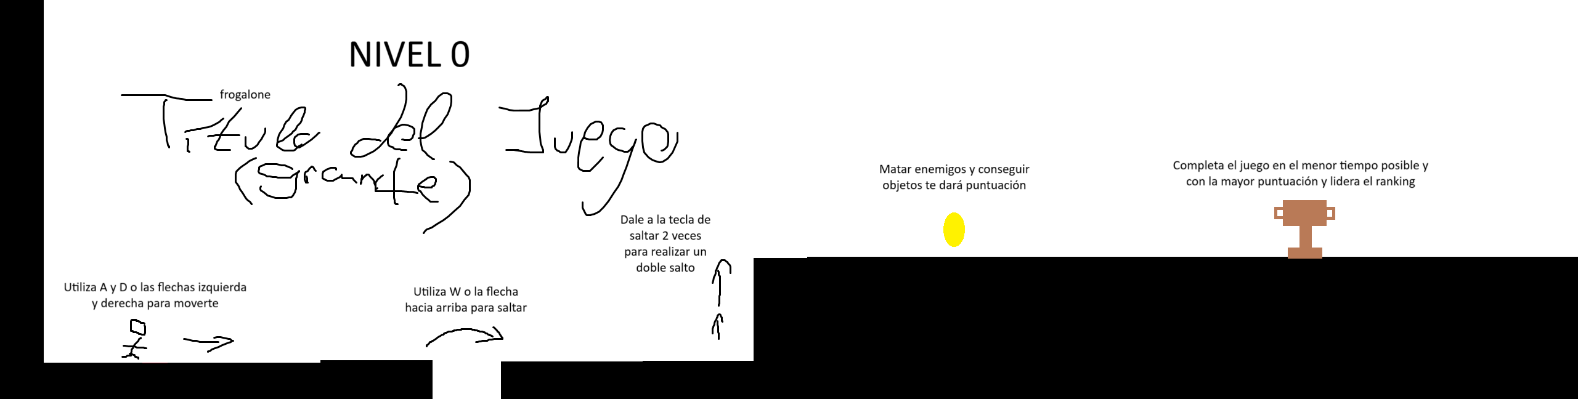 NIVEL 0
frogalone
Título del Juego
(grande)
Dale a la tecla de
saltar 2 veces
para realizar un
doble salto
Utiliza A y D o las flechas izquierda
y derecha para moverte
Utiliza W o la flecha
hacia arriba para saltar
Matar enemigos y conseguir
objetos te dará puntuación
Completa el juego en el menor tiempo posible y
con la mayor puntuación y lidera el ranking